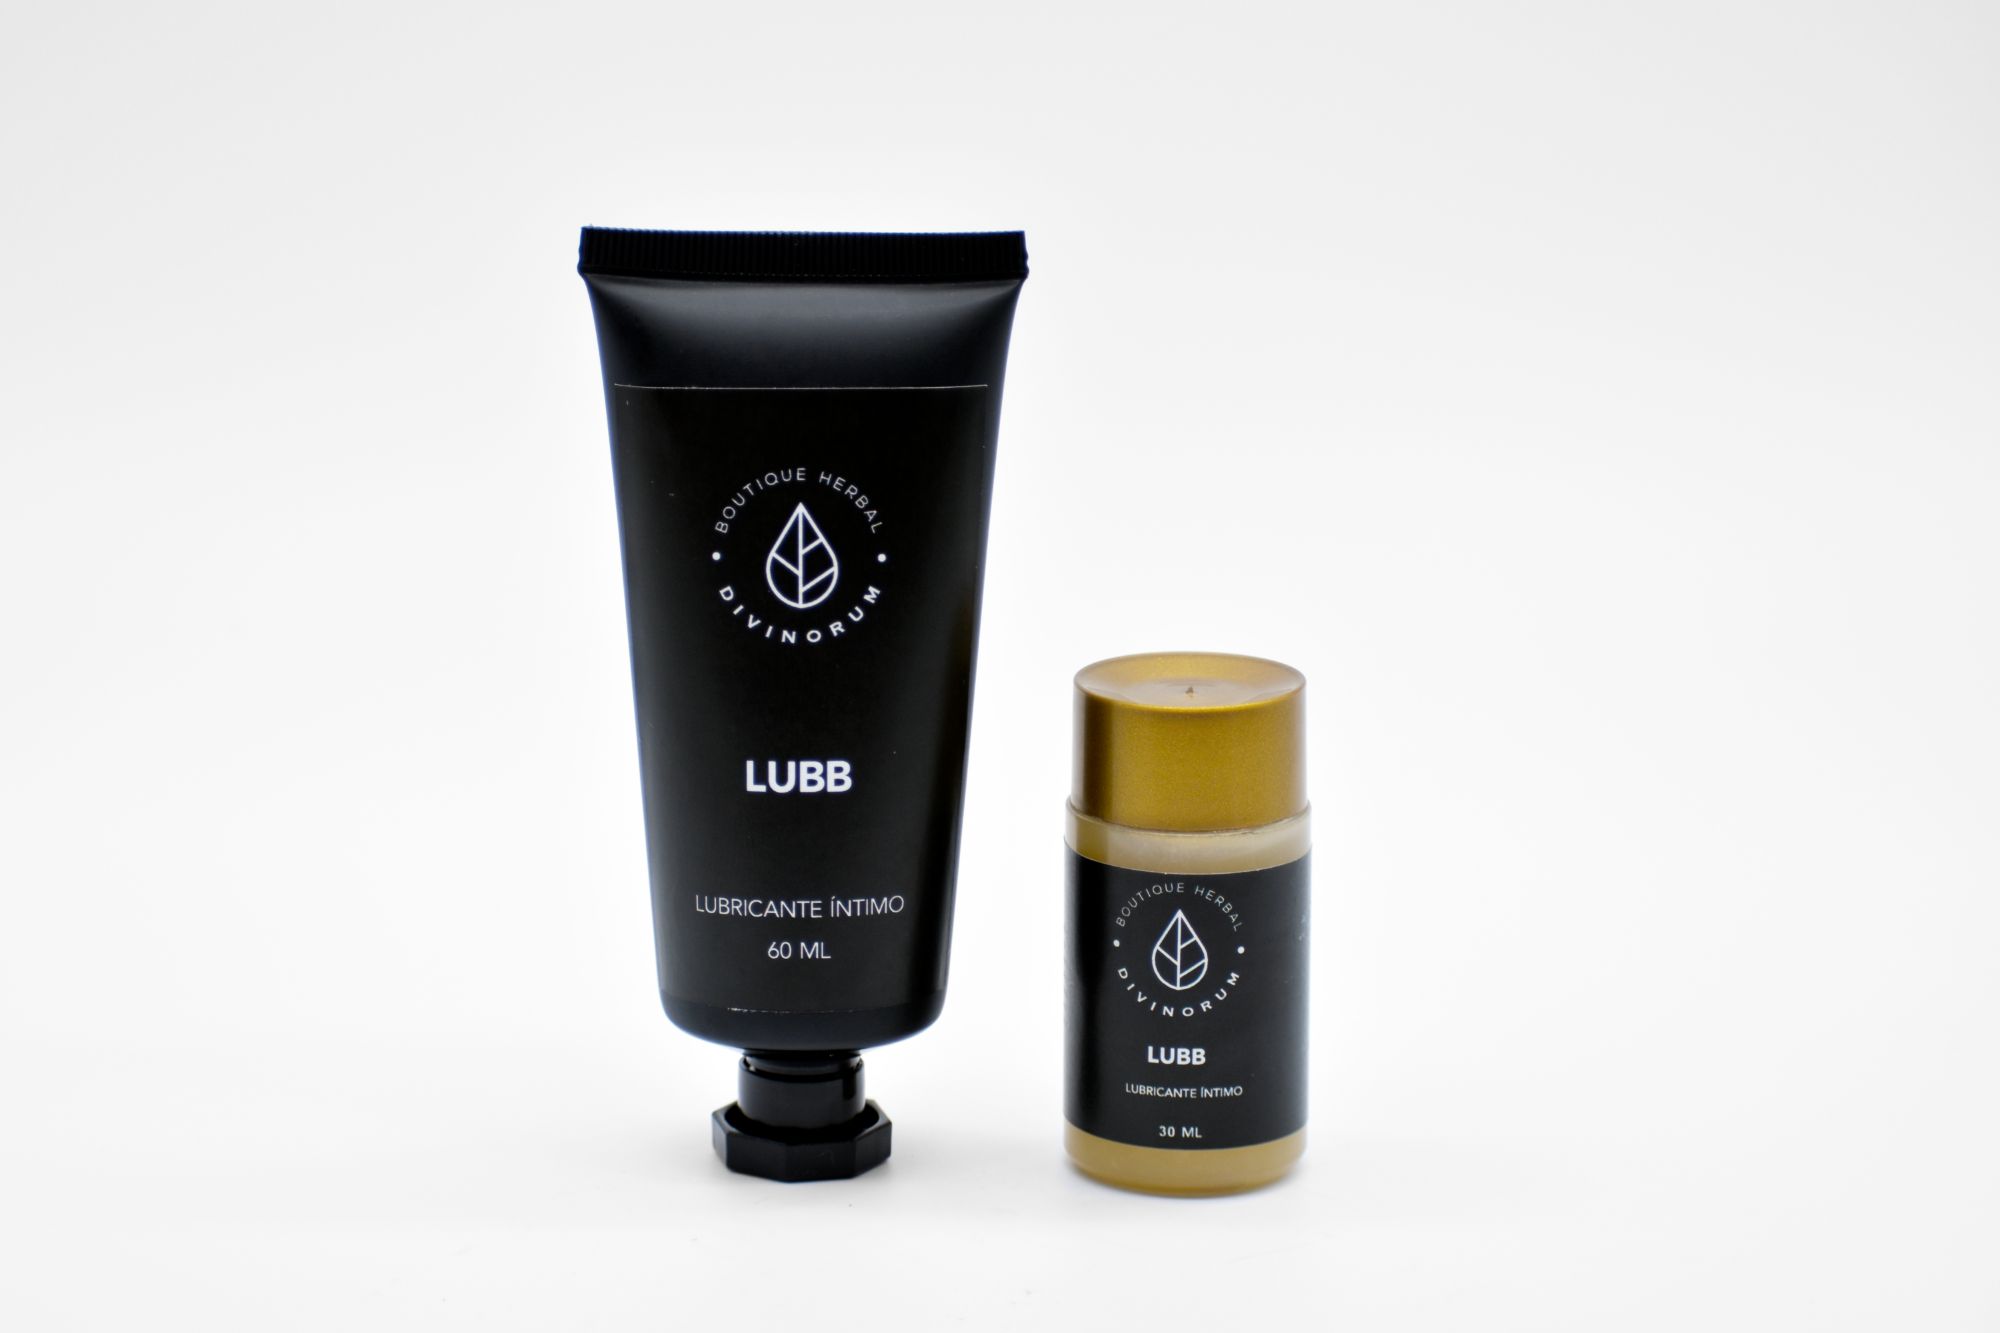 BOUTIQUE HERBAL
DIVINORUM
LUBB
LUBRICANTE ÍNTIMO
60 ML
BOUTIQUE HERBAL
DIVINORUM
LUBB
LUBRICANTE ÍNTIMO
30 ML